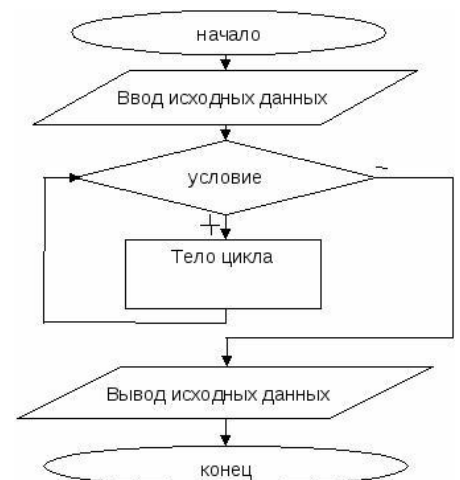 начало
Ввод исходных данных
условие
-
+
Тело цикла
Вывод исходных данных
конец